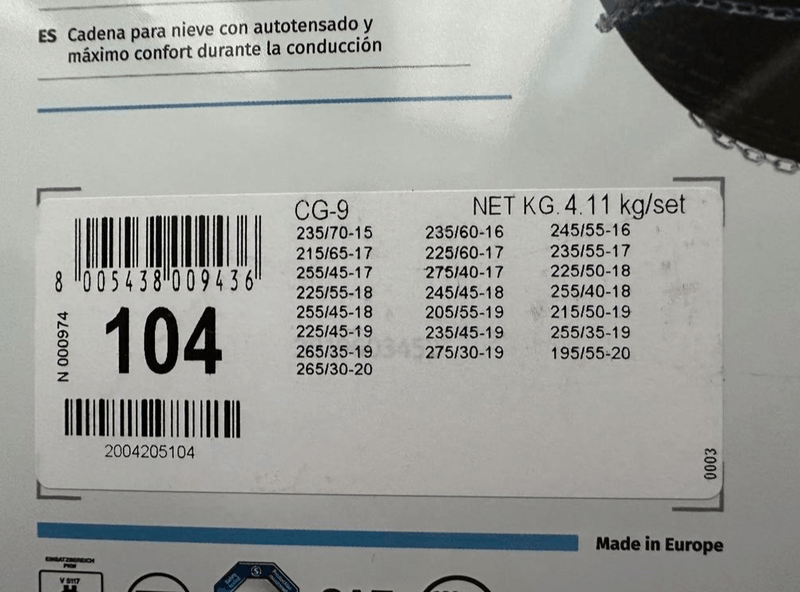 ES Cadena para nieve con autotensado y
máximo confort durante la conducción
CG-9 NET KG. 4.11 kg/set
235/70-15 235/60-16 245/55-16
215/65-17 225/60-17 235/55-17
255/45-17 275/40-17 225/50-18
225/55-18 245/45-18 255/40-18
255/45-18 205/55-19 215/50-19
225/45-19 235/45-19 255/35-19
265/35-19 275/30-19 195/55-20
265/30-20
8 005438 009436
N 000974
104
2004205104
0003
Made in Europe
EINSATZBEREICH
PKW
V 5117